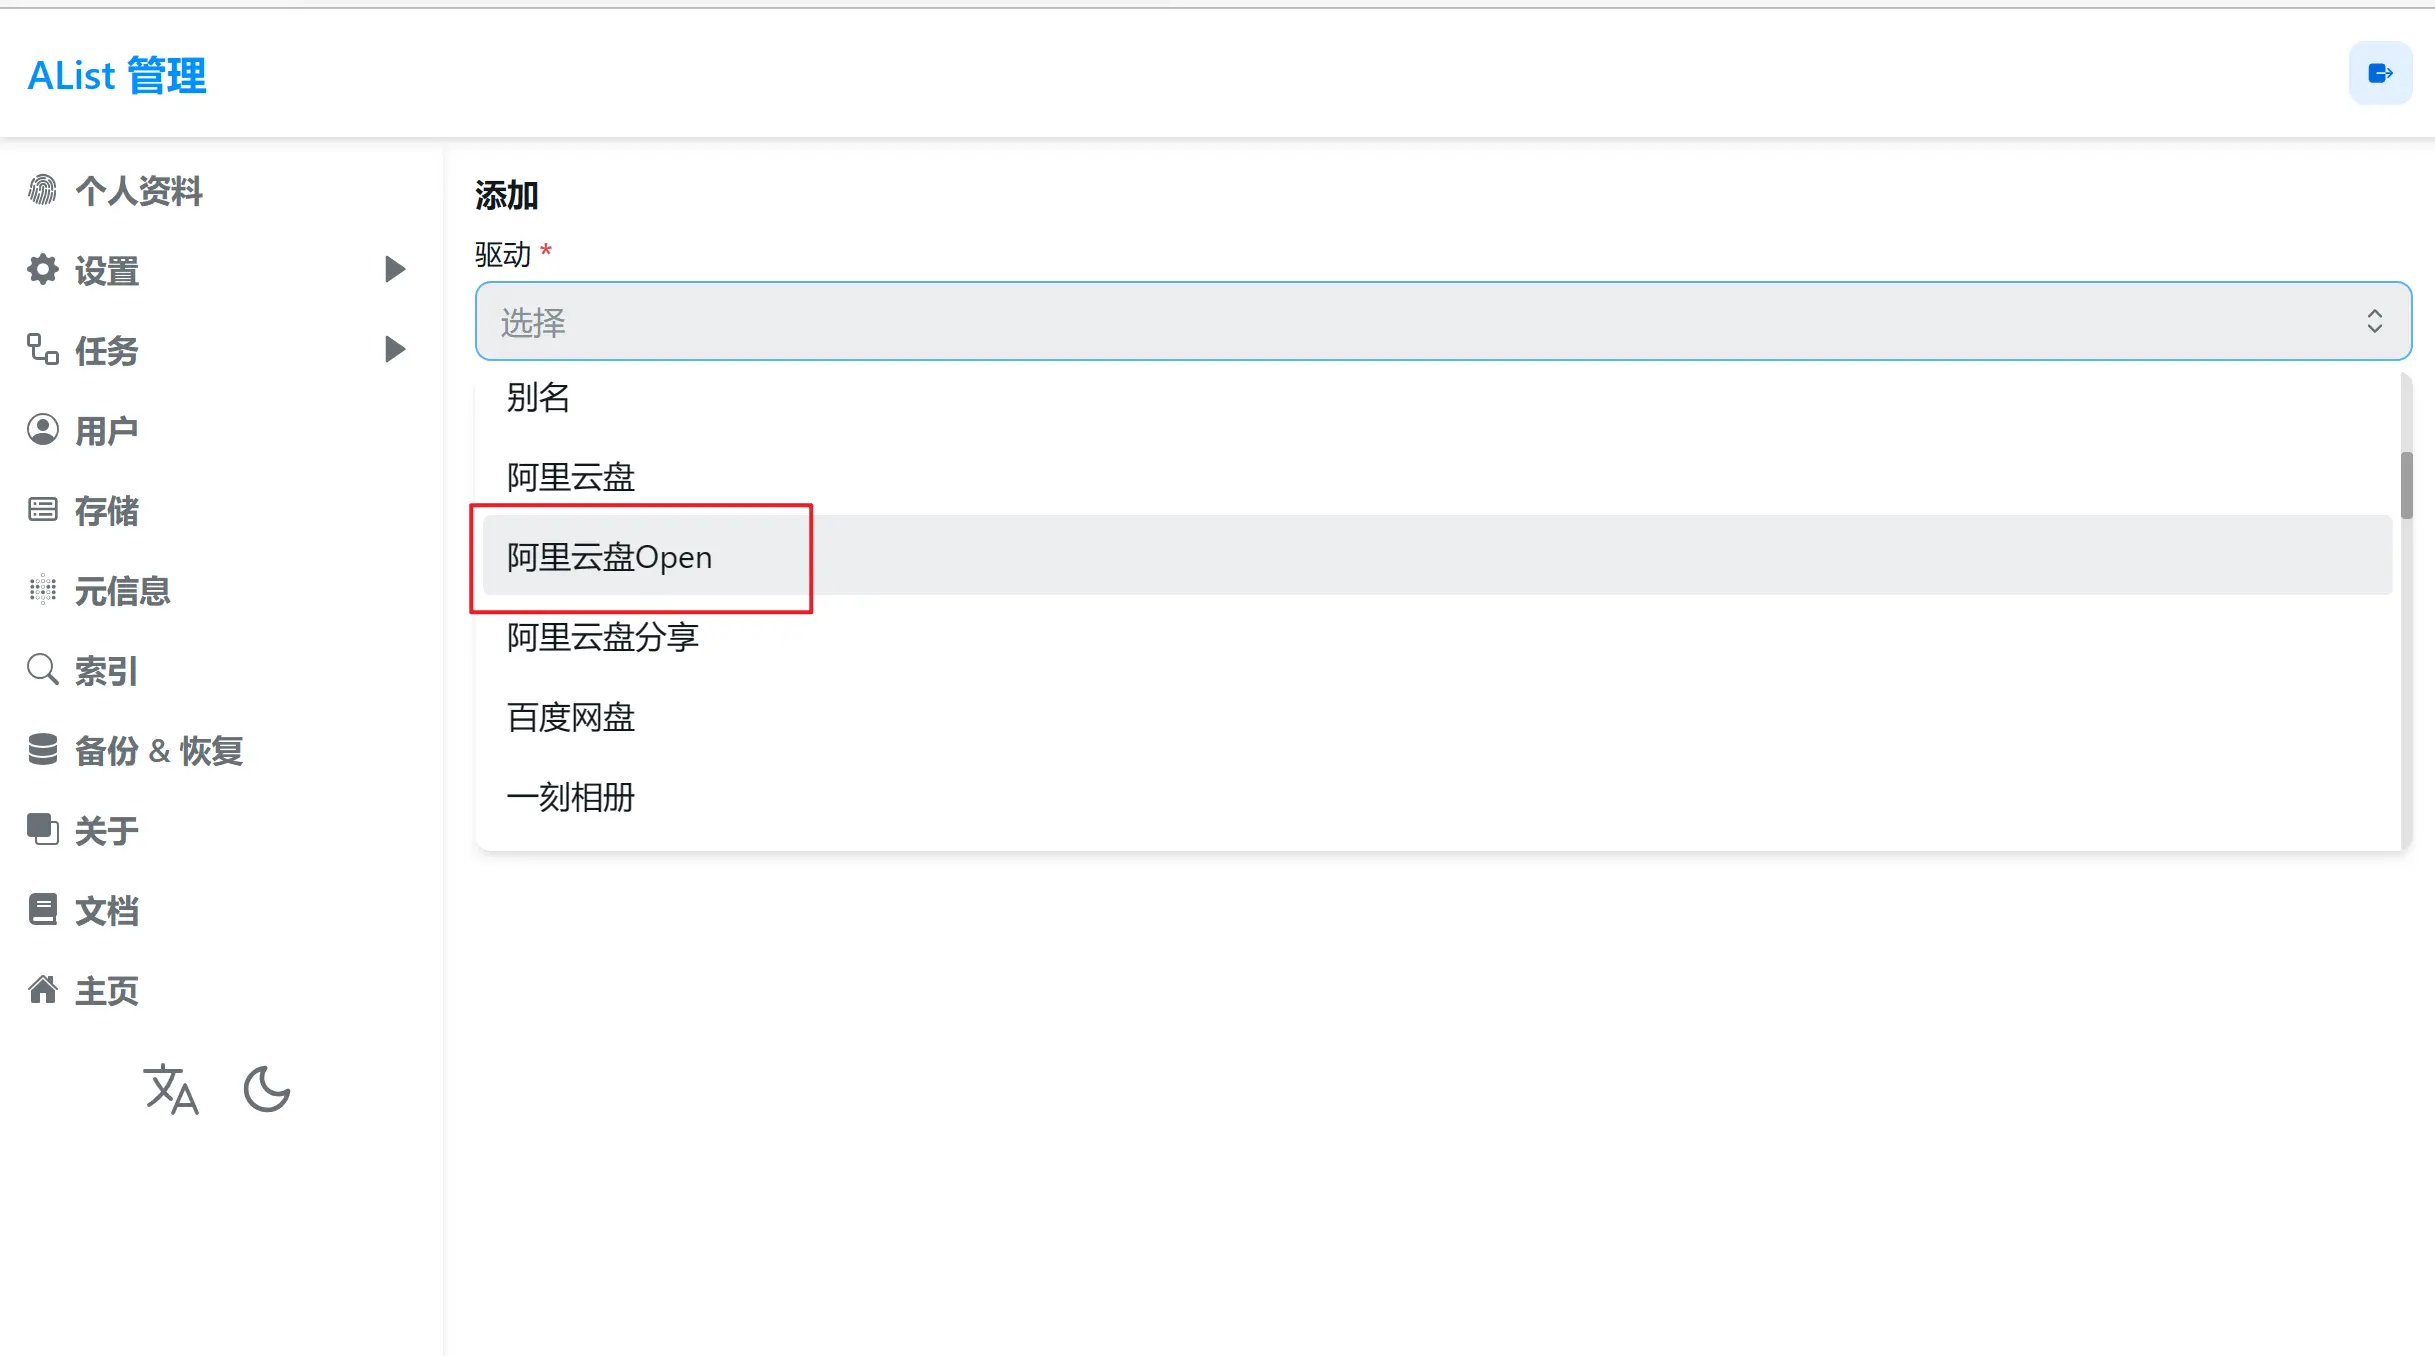 AList 管理
个人资料
设置
任务
用户
存储
元信息
索引
备份 & 恢复
关于
文档
主页
添加
驱动 *
选择
别名
阿里云盘
阿里云盘Open
阿里云盘分享
百度网盘
一刻相册